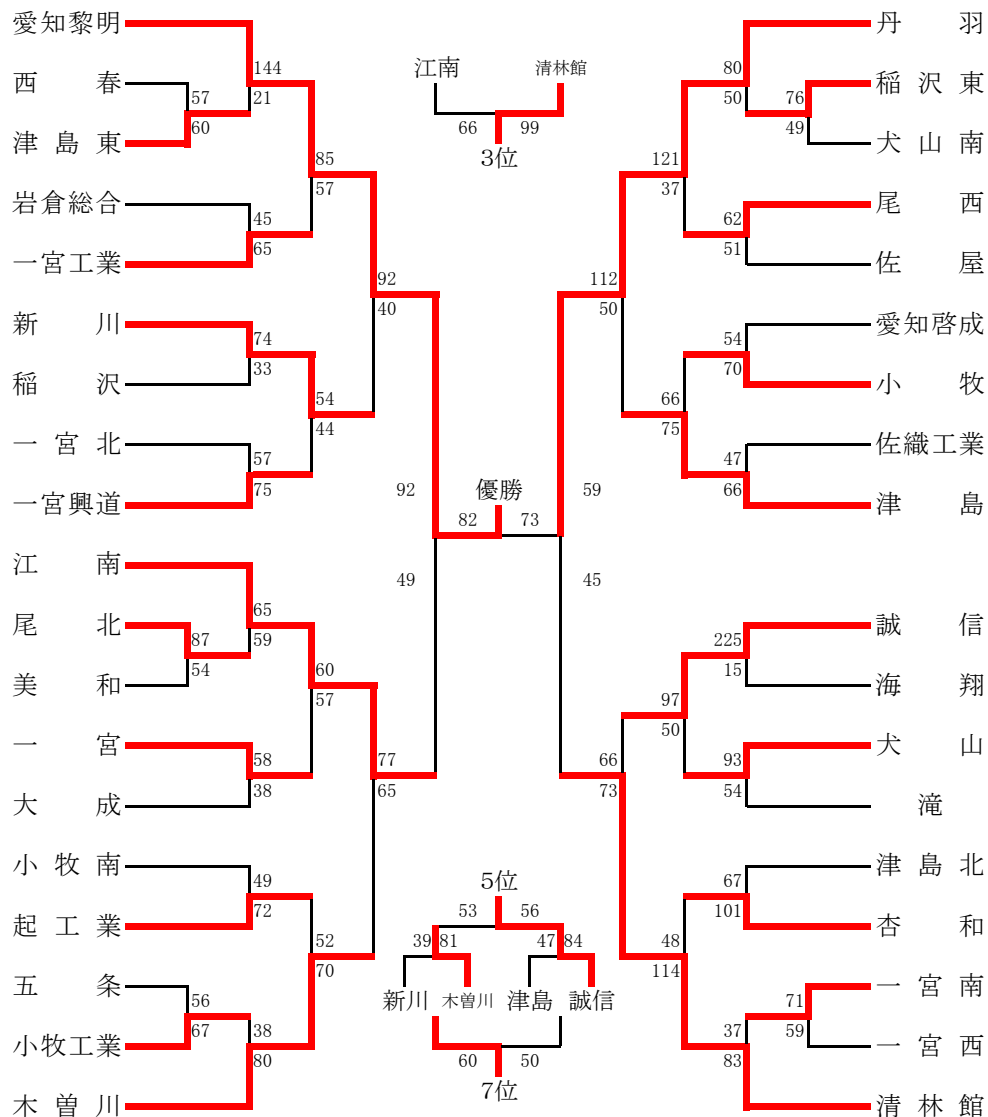 愛知黎明
西春
津島東
岩倉総合
一宮工業
新川
稲沢
一宮北
一宮興道
江南
尾北
美和
一宮
大成
小牧南
起工業
五条
小牧工業
木曽川
144
57 21
60
85
57
45
65
92
40
74
33
54
44
57
75
92
49
65
87 59
54
60
57
58
38
77
65
49
72
52
70
56
67 38
80
江南 清林館
66 99
3位
優勝
82 73
5位
53 56
39 81 47 84
新川 木曽川 津島 誠信
60 50
7位
59
45
80
50 76
49
121
37
62
51
112
50
54
70
66
75
47
66
225
15
97
50
93
54
66
73
67
101
48
114
71
37 59
83
丹羽
稲沢東
犬山南
尾西
佐屋
愛知啓成
小牧
佐織工業
津島
誠信
海翔
犬山
滝
津島北
杏和
一宮南
一宮西
清林館